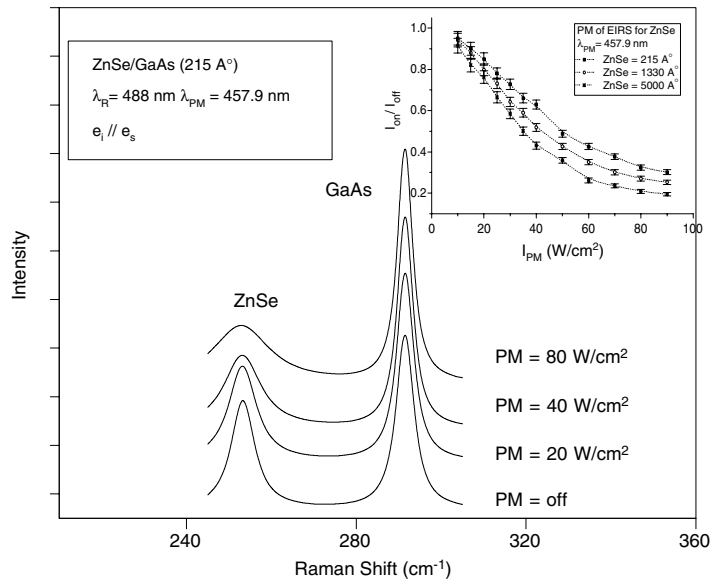 ZnSe/GaAs (215 A°)
λR= 488 nm λPM = 457.9 nm
ei // es
PM of EIRS for ZnSe
λPM= 457.9 nm
ZnSe = 215 A°
ZnSe = 1330 A°
ZnSe = 5000 A°
1.0
0.8
0.6
0.4
0.2
Ion/ Ioff
0 20 40 60 80 100
IPM (W/cm²)
GaAs
ZnSe
Intensity
PM = 80 W/cm²
PM = 40 W/cm²
PM = 20 W/cm²
PM = off
240 280 320 360
Raman Shift (cm-1)